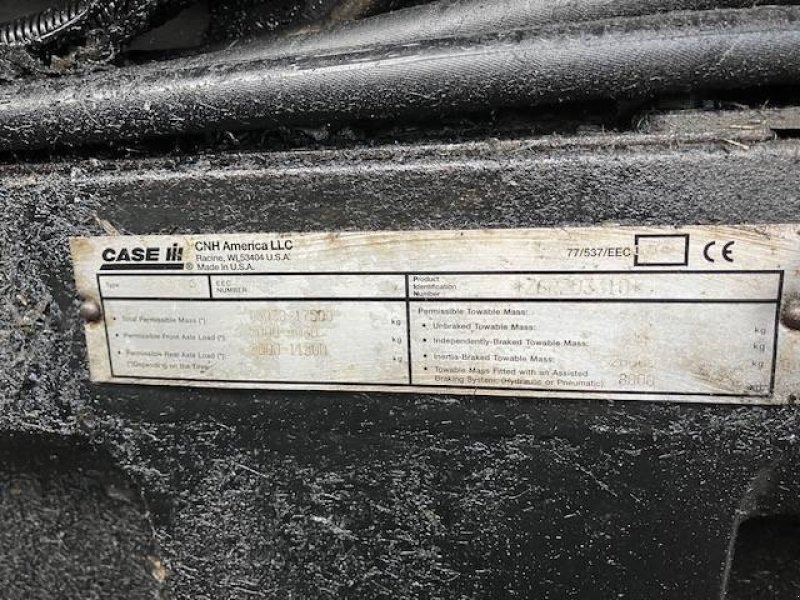 CASE IH
CNH America LLC
Racine, WI, 53404 U.S.A.
Made in U.S.A.
77/537/EEC
CE
Type
EEC
NUMBER
Product
Identification
Number
Total Permissible Mass (*) kg
Permissible Front Axle Load (*): kg
Permissible Rear Axle Load (*): kg
(*)Depending on the Tires
Permissible Towable Mass:
Unbraked Towable Mass: kg
Independently-Braked Towable Mass: kg
Inertia-Braked Towable Mass: kg
Towable Mass Fitted with an Assisted
Braking System: (Hydraulic or Pneumatic): 8000 kg